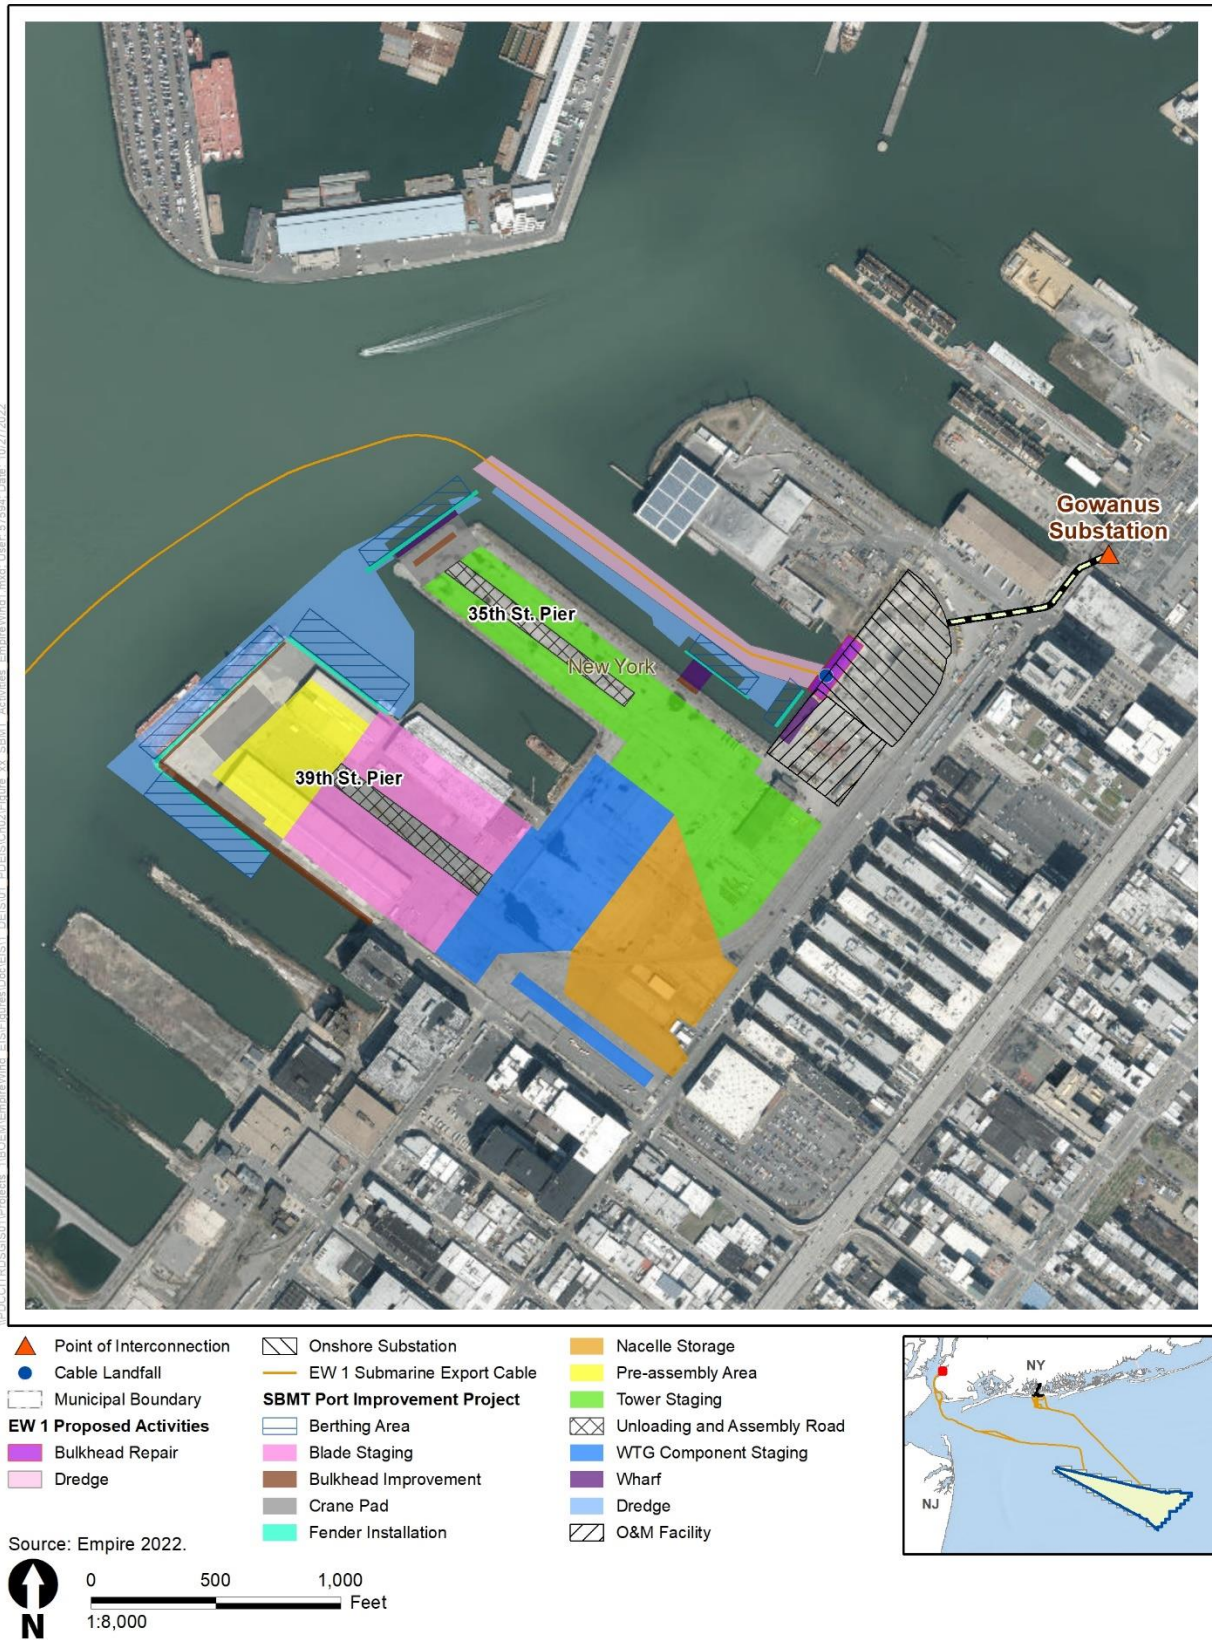 Gowanus
Substation
35th St. Pier
New York
39th St. Pier
Point of Interconnection
Cable Landfall
Municipal Boundary
EW 1 Proposed Activities
Bulkhead Repair
Dredge
Onshore Substation
EW 1 Submarine Export Cable
SBMT Port Improvement Project
Berthing Area
Blade Staging
Bulkhead Improvement
Crane Pad
Fender Installation
Nacelle Storage
Pre-assembly Area
Tower Staging
Unloading and Assembly Road
WTG Component Staging
Wharf
Dredge
O&M Facility
NY
NJ
Source: Empire 2022.
0 500 1,000
Feet
1:8,000
N